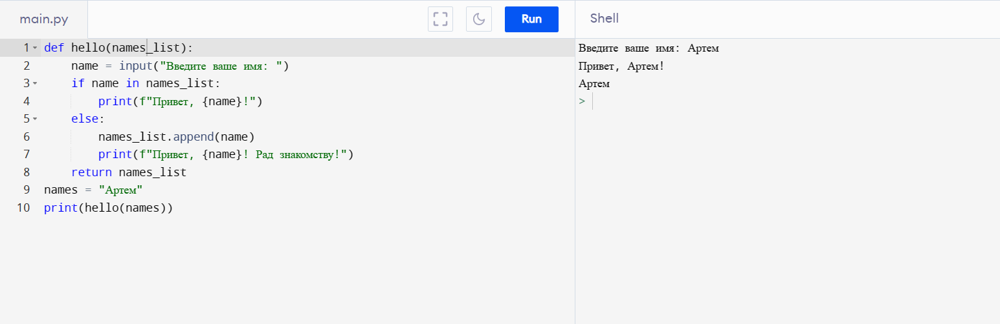 main.py
Run
Shell
1 def hello(names_list):
2     name = input("Введите ваше имя: ")
3     if name in names_list:
4         print(f"Привет, {name}!")
5     else:
6         names_list.append(name)
7         print(f"Привет, {name}! Рад знакомству!")
8     return names_list
9 names = "Артем"
10 print(hello(names))
Введите ваше имя: Артем
Привет, Артем!
Артем
>